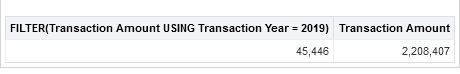 FILTER(Transaction Amount USING Transaction Year = 2019) Transaction Amount
45,446 2,208,407